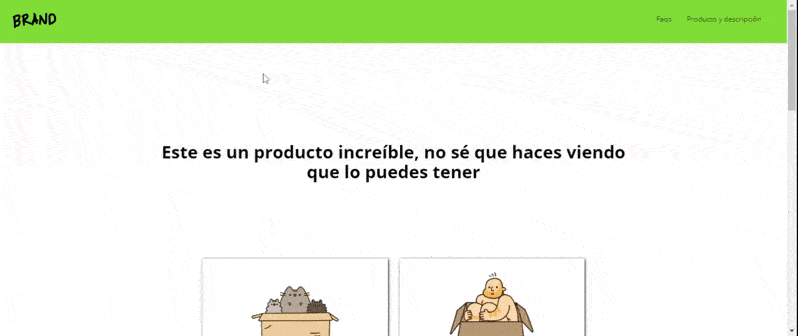 BRAND
Faqs Producto y descripción
Este es un producto increíble, no sé que haces viendo
que lo puedes tener